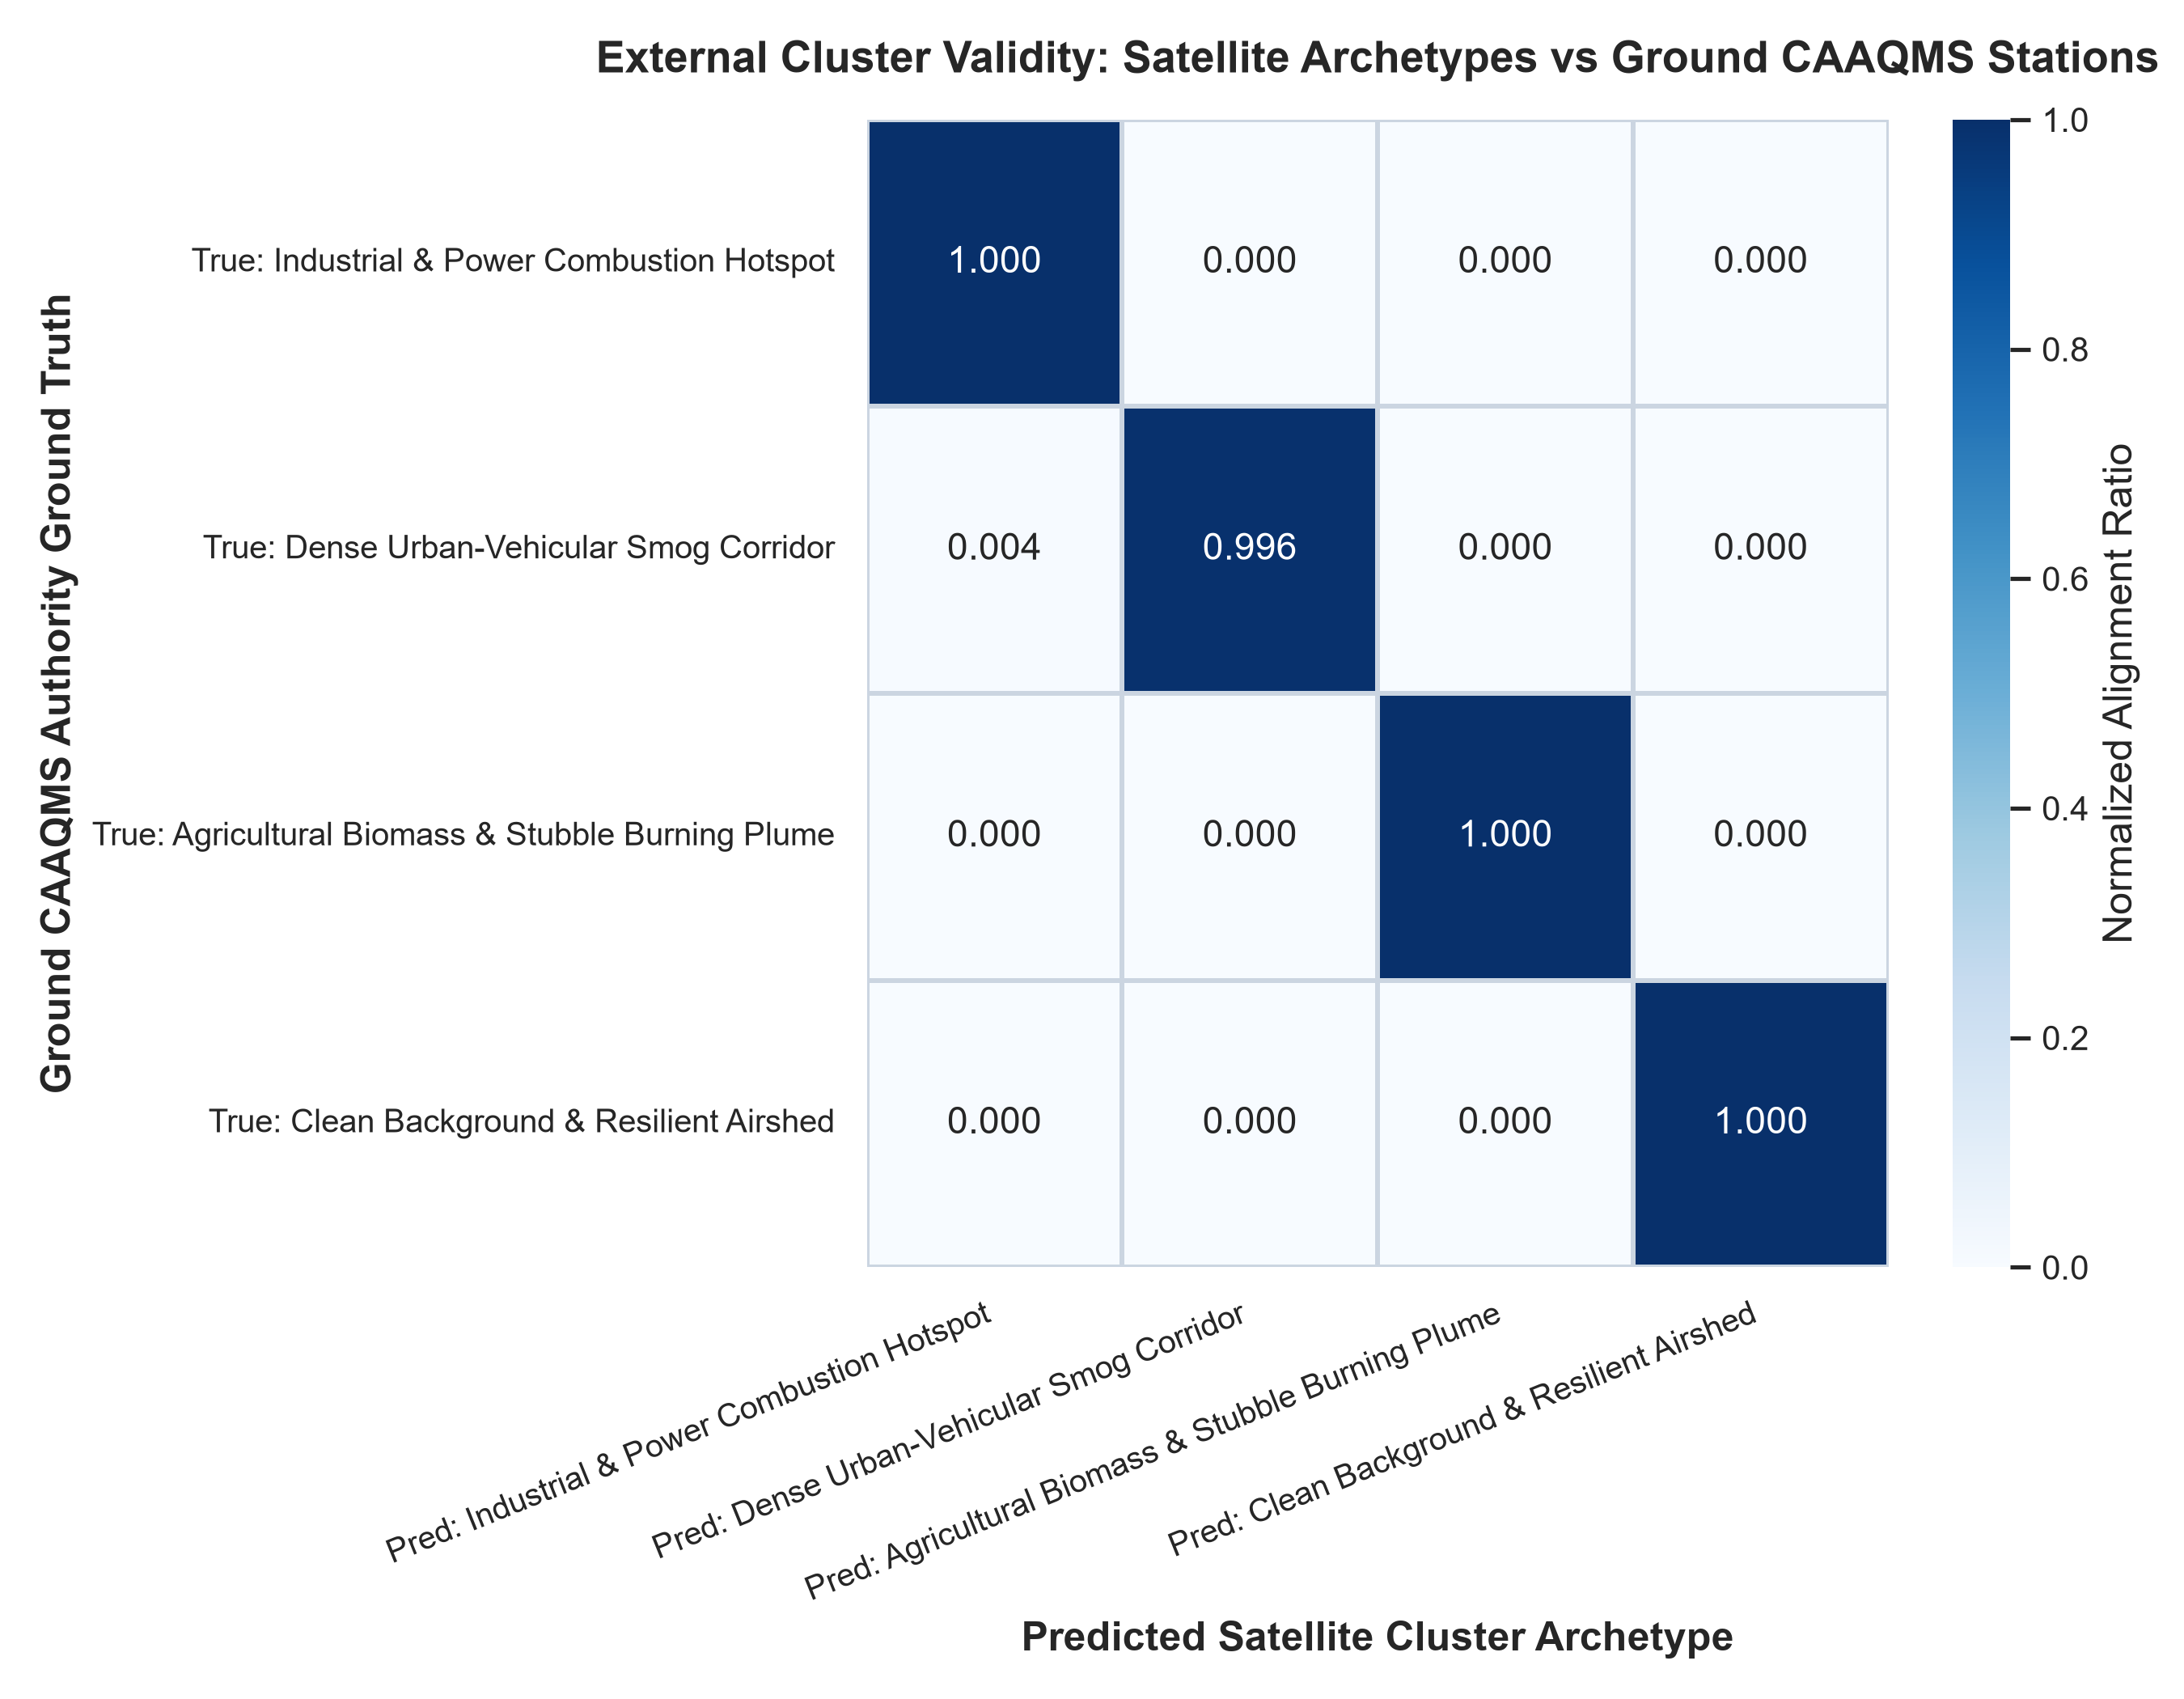 External Cluster Validity: Satellite Archetypes vs Ground CAAQMS Stations
Ground CAAQMS Authority Ground Truth
True: Industrial & Power Combustion Hotspot
1.000 0.000 0.000 0.000
True: Dense Urban-Vehicular Smog Corridor
0.004 0.996 0.000 0.000
True: Agricultural Biomass & Stubble Burning Plume
0.000 0.000 1.000 0.000
True: Clean Background & Resilient Airshed
0.000 0.000 0.000 1.000
Pred: Industrial & Power Combustion Hotspot
Pred: Dense Urban-Vehicular Smog Corridor
Pred: Agricultural Biomass & Stubble Burning Plume
Pred: Clean Background & Resilient Airshed
Predicted Satellite Cluster Archetype
1.0
0.8
0.6
0.4
0.2
0.0
Normalized Alignment Ratio